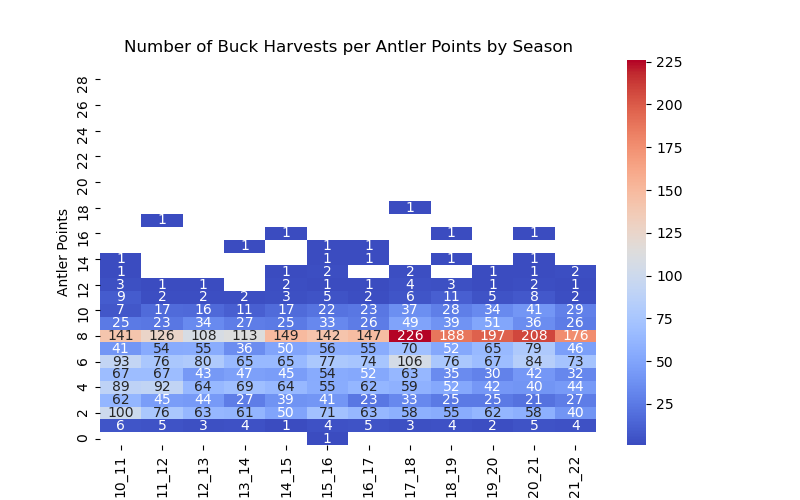 Number of Buck Harvests per Antler Points by Season
Antler Points
28
26
24
22
20
18 1
1
16 1 1 1
1 1 1
14 1 1 1 1 1
1 1 2 2 1 1 2
12 3 1 1 2 1 1 4 3 1 2 1
9 2 2 2 3 5 2 6 11 5 8 2
10 7 17 16 11 17 22 23 37 28 34 41 29
25 23 34 27 25 33 26 49 39 51 36 26
8 141 126 108 113 149 142 147 226 188 197 208 176
41 54 55 36 50 56 55 70 52 65 79 46
6 93 76 80 65 65 77 74 106 76 67 84 73
67 67 43 47 45 54 52 63 35 30 42 32
4 89 92 64 69 64 55 62 59 52 42 40 44
62 45 44 27 39 41 23 33 25 25 21 27
2 100 76 63 61 50 71 63 58 55 62 58 40
6 5 3 4 1 4 5 3 4 2 5 4
0 1
10_11 11_12 12_13 13_14 14_15 15_16 16_17 17_18 18_19 19_20 20_21 21_22
225
200
175
150
125
100
75
50
25